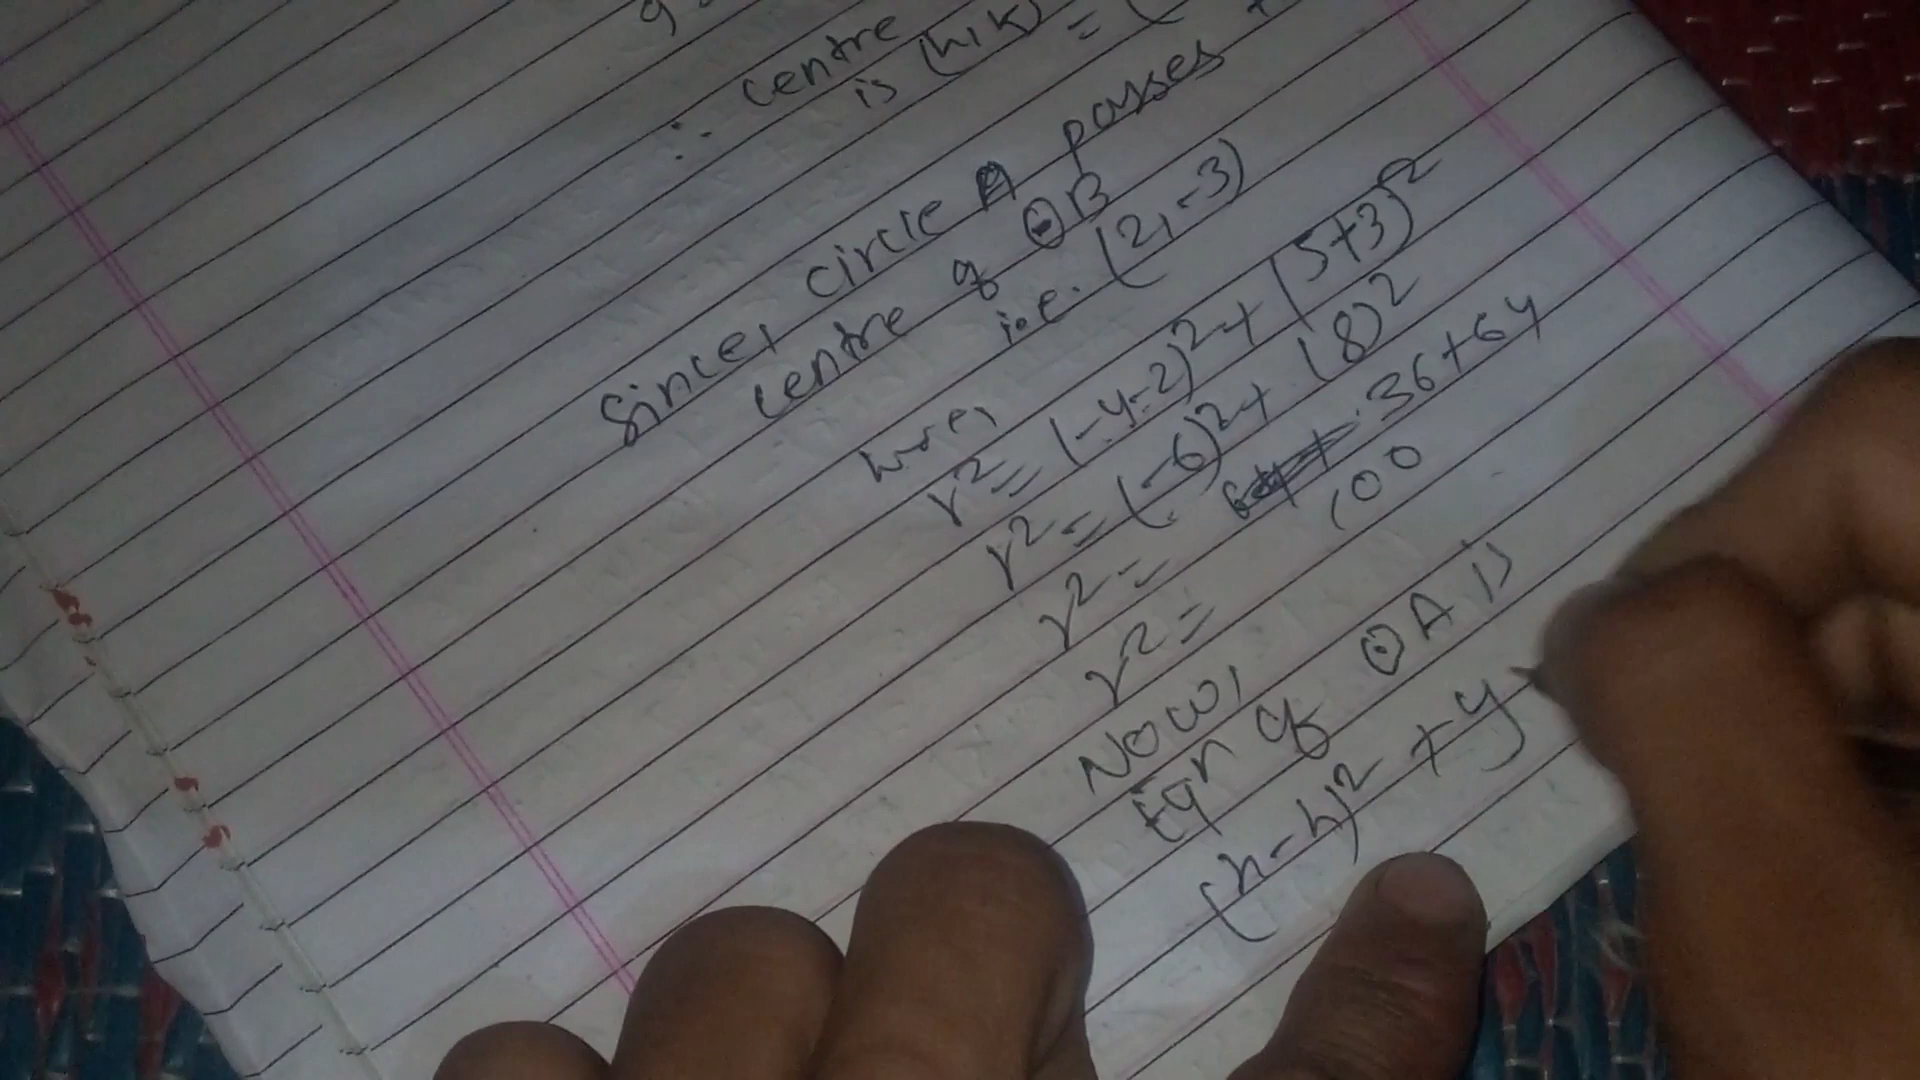 ∴ centre
is (h,k) = (
Since, circle A passes
centre of ⊙B
i.e. (2,-3)
r² = (-4-2)²+(5+3)²
r² = (-6)²+(8)²
r² = 36+64
r² = 100
Now,
Eqn of ⊙A is
(x-h)² + y